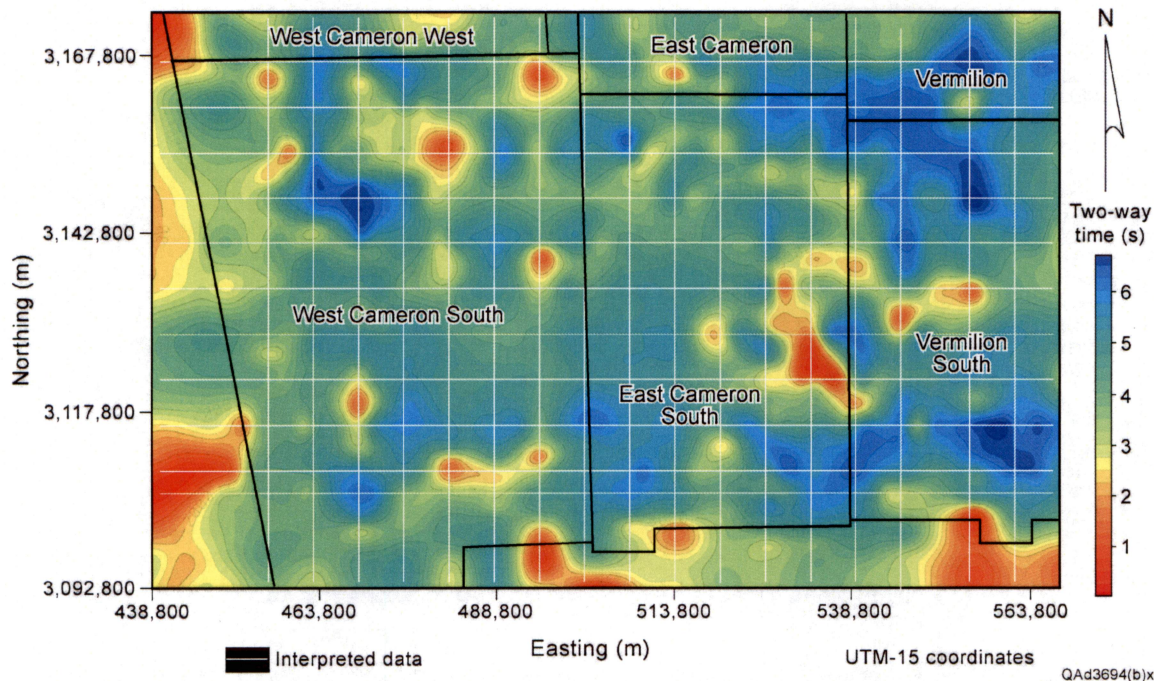 West Cameron West
East Cameron
Vermilion
West Cameron South
East Cameron
South
Vermilion
South
3,167,800
3,142,800
3,117,800
3,092,800
Northing (m)
438,800
463,800
488,800
513,800
538,800
563,800
Easting (m)
N
Two-way
time (s)
6
5
4
3
2
1
Interpreted data
UTM-15 coordinates
QAd3694(b)x